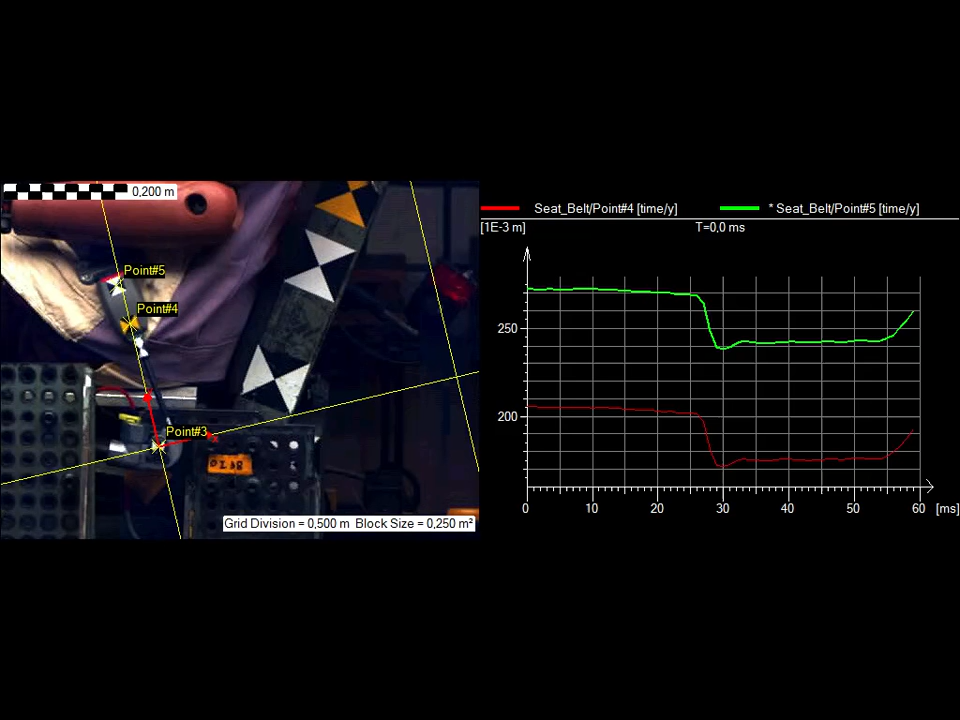 0,200 m
Point#5
Point#4
Point#3
x
Grid Division = 0,500 m Block Size = 0,250 m²
Seat_Belt/Point#4 [time/y]
* Seat_Belt/Point#5 [time/y]
[1E-3 m]
T=0,0 ms
250
200
0 10 20 30 40 50 60 [ms]